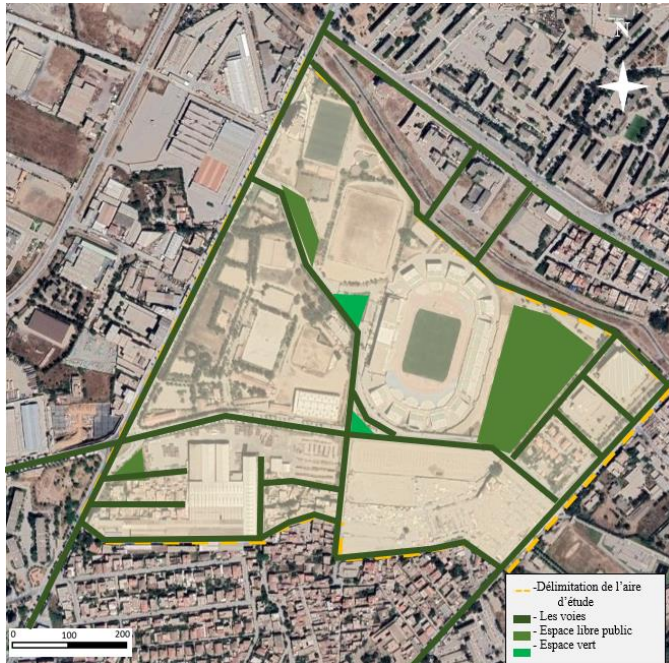 N
-Délimitation de l’aire
d’étude
- Les voies
- Espace libre public
- Espace vert
0 100 200